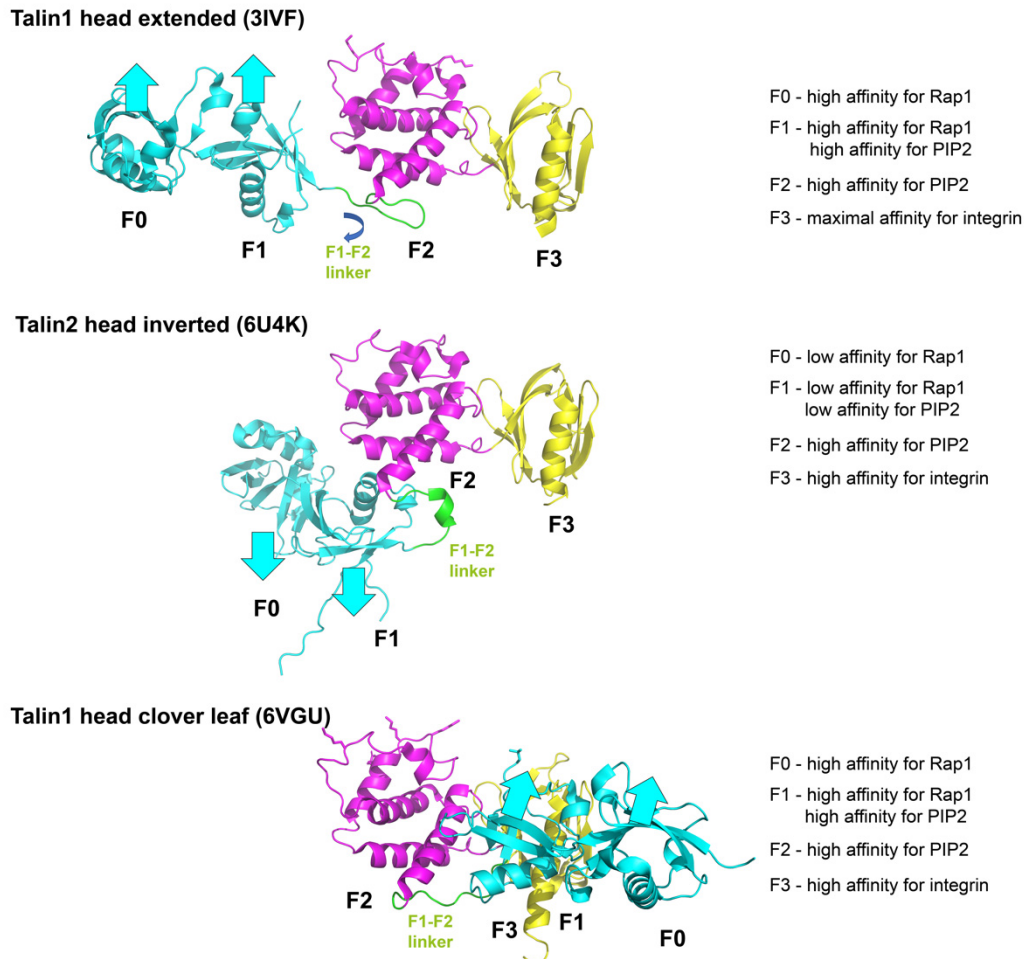 Talin1 head extended (3IVF)
F0
F1
F1-F2
linker
F2
F3
F0 - high affinity for Rap1
F1 - high affinity for Rap1
high affinity for PIP2
F2 - high affinity for PIP2
F3 - maximal affinity for integrin
Talin2 head inverted (6U4K)
F0
F1
F2
F1-F2
linker
F3
F0 - low affinity for Rap1
F1 - low affinity for Rap1
low affinity for PIP2
F2 - high affinity for PIP2
F3 - high affinity for integrin
Talin1 head clover leaf (6VGU)
F2
F1-F2
linker
F3
F1
F0
F0 - high affinity for Rap1
F1 - high affinity for Rap1
high affinity for PIP2
F2 - high affinity for PIP2
F3 - high affinity for integrin